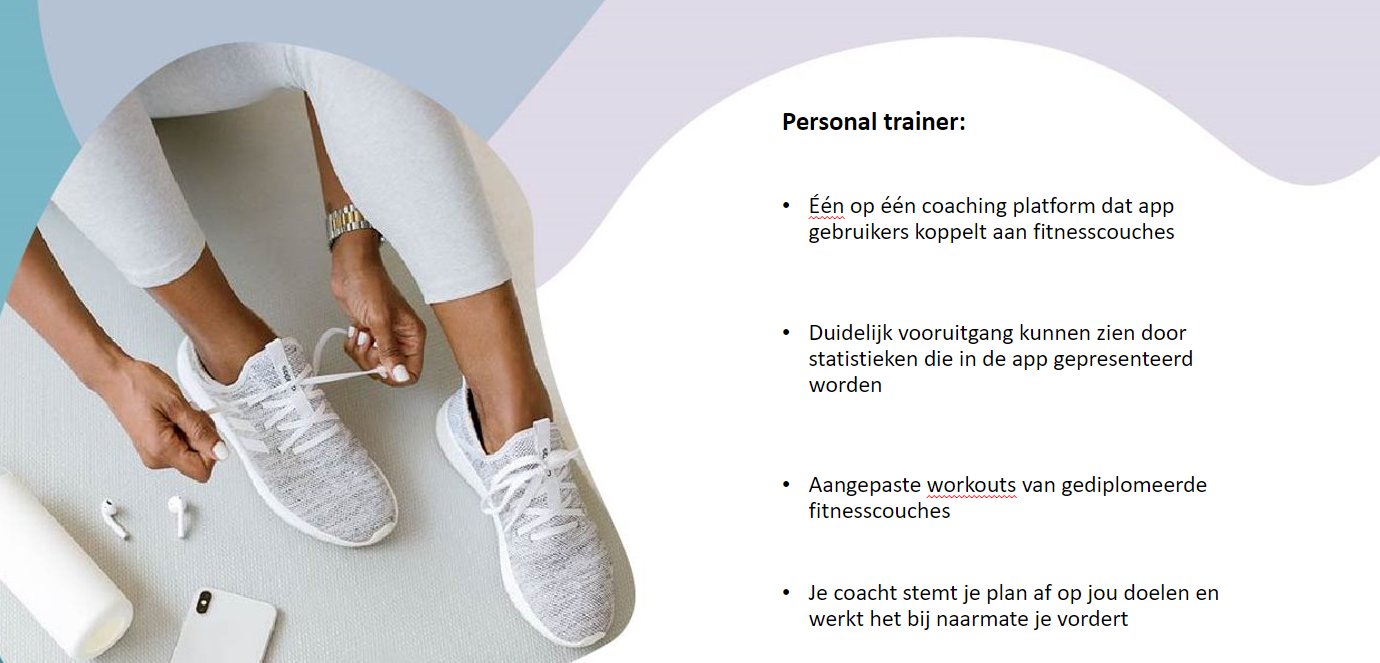 Personal trainer:
• Één op één coaching platform dat app
gebruikers koppelt aan fitnesscouches
• Duidelijk vooruitgang kunnen zien door
statistieken die in de app gepresenteerd
worden
• Aangepaste workouts van gediplomeerde
fitnesscouches
• Je coacht stemt je plan af op jou doelen en
werkt het bij naarmate je vordert